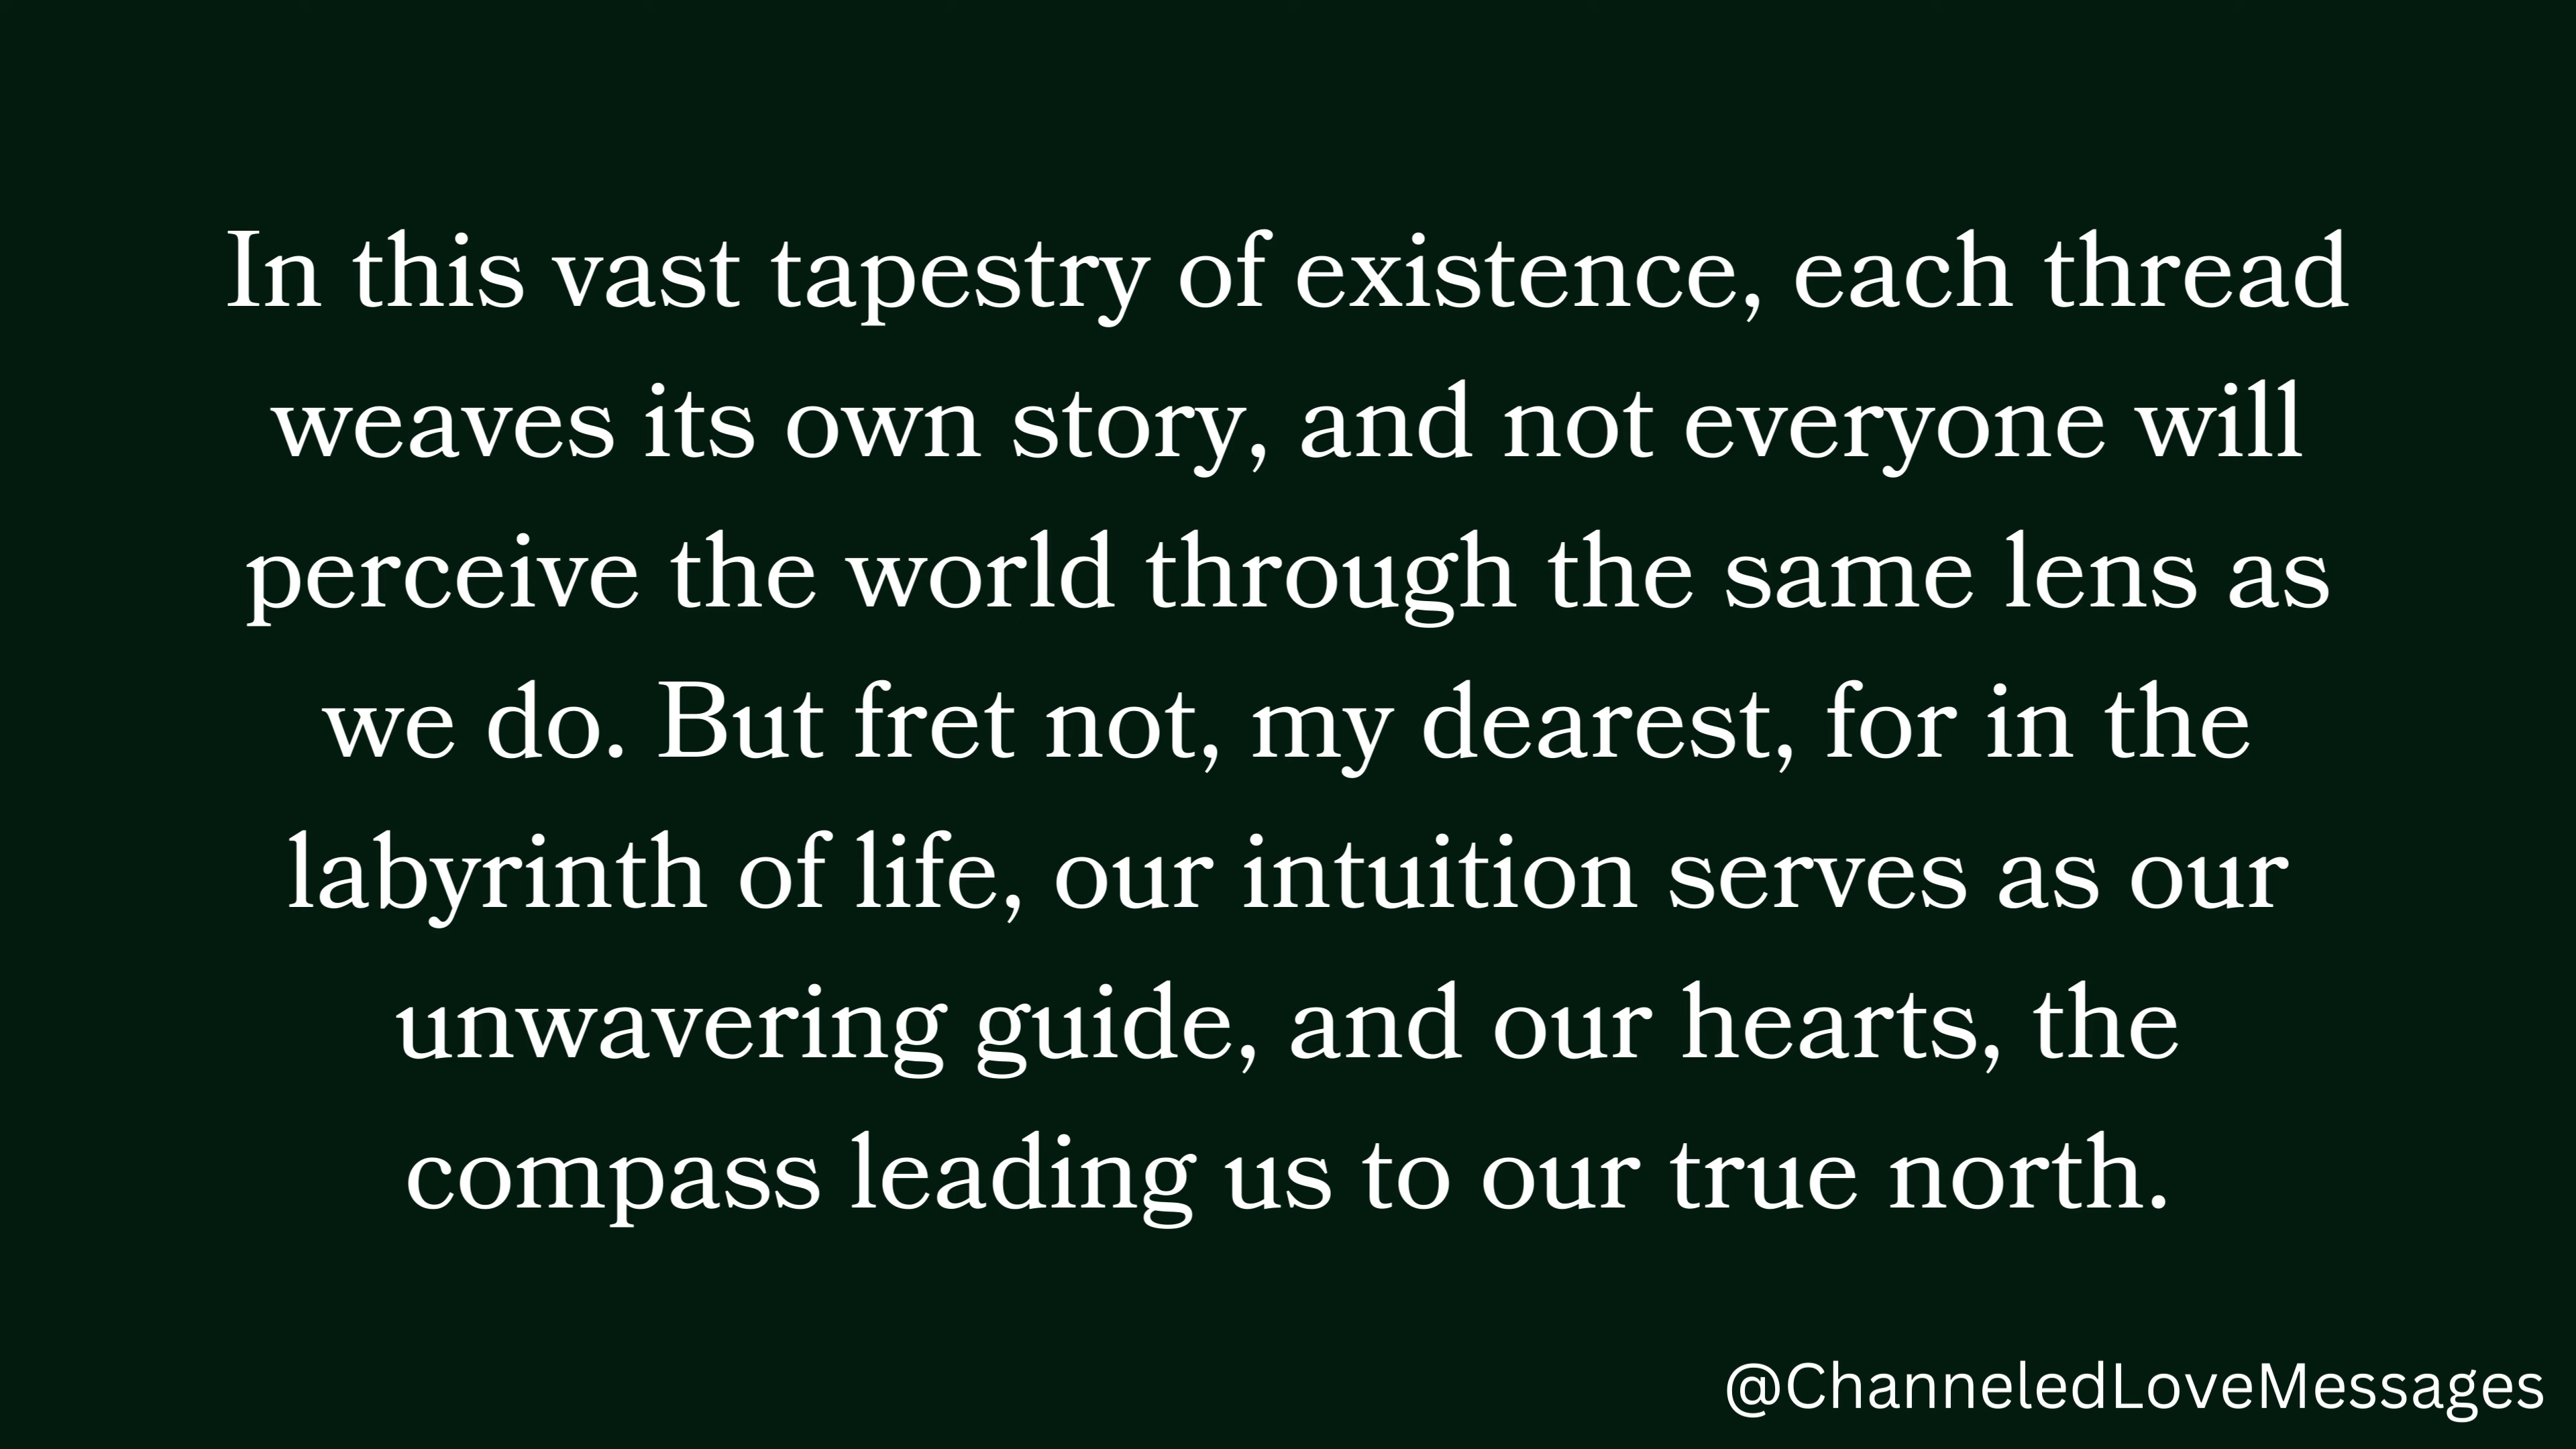 In this vast tapestry of existence, each thread
weaves its own story, and not everyone will
perceive the world through the same lens as
we do. But fret not, my dearest, for in the
labyrinth of life, our intuition serves as our
unwavering guide, and our hearts, the
compass leading us to our true north.
@ChanneledLoveMessages